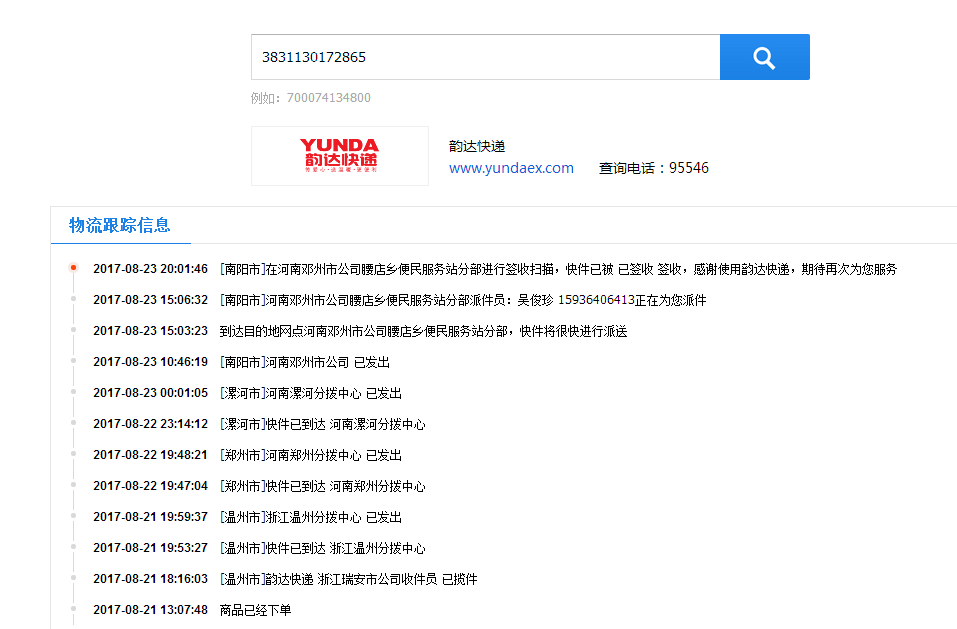 3831130172865
例如：700074134800
YUNDA
韵达快递
传爱心·送温暖·更便利
韵达快递
www.yundaex.com 查询电话：95546
物流跟踪信息
2017-08-23 20:01:46 [南阳市]在河南邓州市公司腰店乡便民服务站分部进行签收扫描，快件已被 已签收 签收，感谢使用韵达快递，期待再次为您服务
2017-08-23 15:06:32 [南阳市]河南邓州市公司腰店乡便民服务站分部派件员：吴俊珍 15936406413正在为您派件
2017-08-23 15:03:23 到达目的地网点河南邓州市公司腰店乡便民服务站分部，快件将很快进行派送
2017-08-23 10:46:19 [南阳市]河南邓州市公司 已发出
2017-08-23 00:01:05 [漯河市]河南漯河分拨中心 已发出
2017-08-22 23:14:12 [漯河市]快件已到达 河南漯河分拨中心
2017-08-22 19:48:21 [郑州市]河南郑州分拨中心 已发出
2017-08-22 19:47:04 [郑州市]快件已到达 河南郑州分拨中心
2017-08-21 19:59:37 [温州市]浙江温州分拨中心 已发出
2017-08-21 19:53:27 [温州市]快件已到达 浙江温州分拨中心
2017-08-21 18:16:03 [温州市]韵达快递 浙江瑞安市公司收件员 已揽件
2017-08-21 13:07:48 商品已经下单